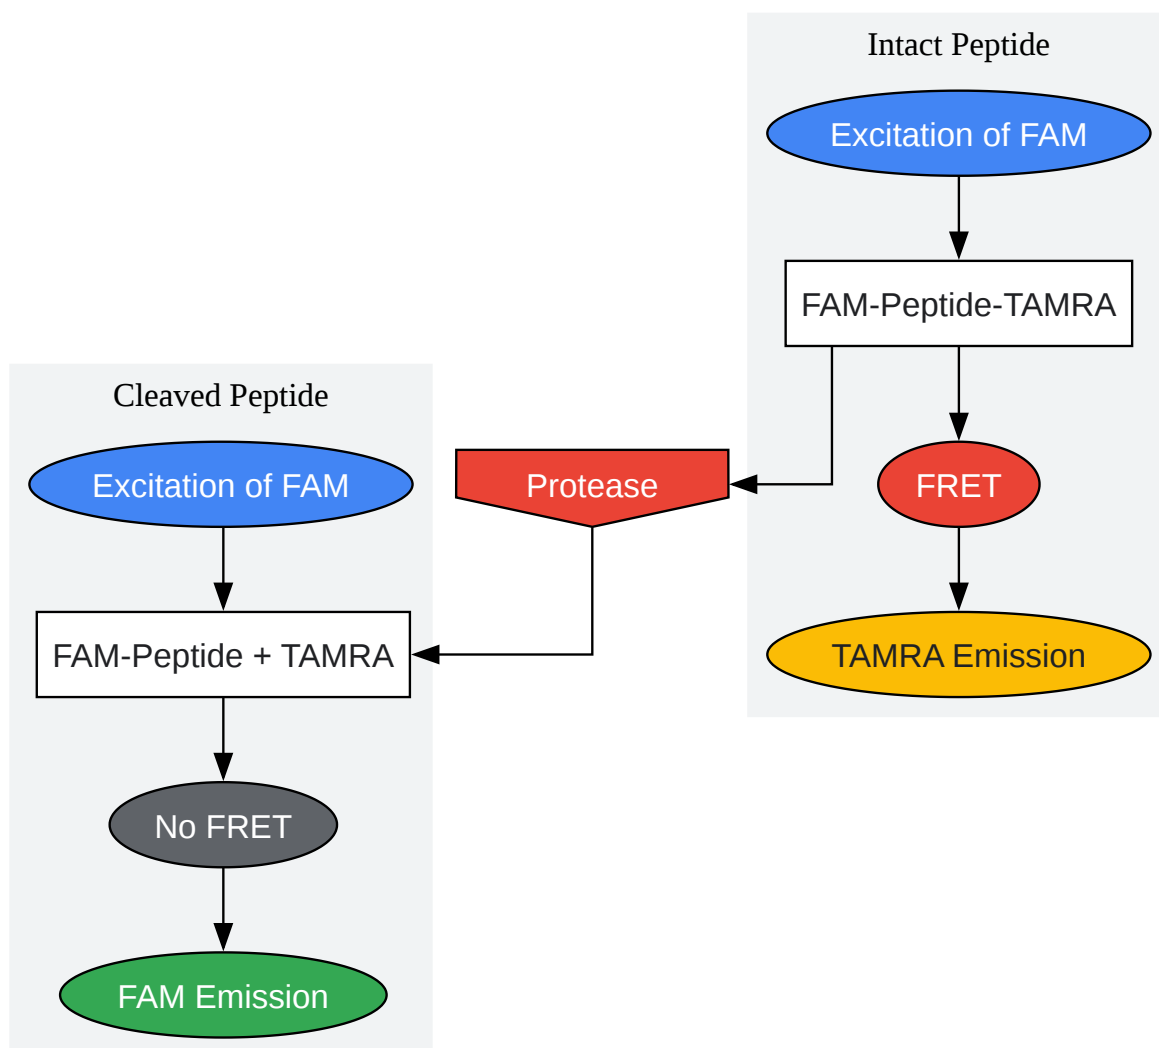 Intact Peptide
Excitation of FAM
FAM-Peptide-TAMRA
FRET
TAMRA Emission
Protease
Cleaved Peptide
Excitation of FAM
FAM-Peptide + TAMRA
No FRET
FAM Emission